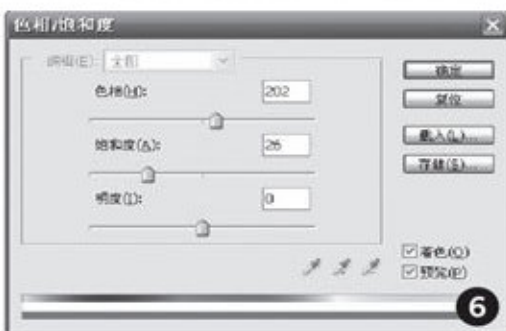 色相/饱和度
编辑(E): 全图
确定
色相(H): 202
复位
饱和度(A): 26
载入(L)...
存储(S)...
明度(I): 0
着色(O)
预览(P)
6